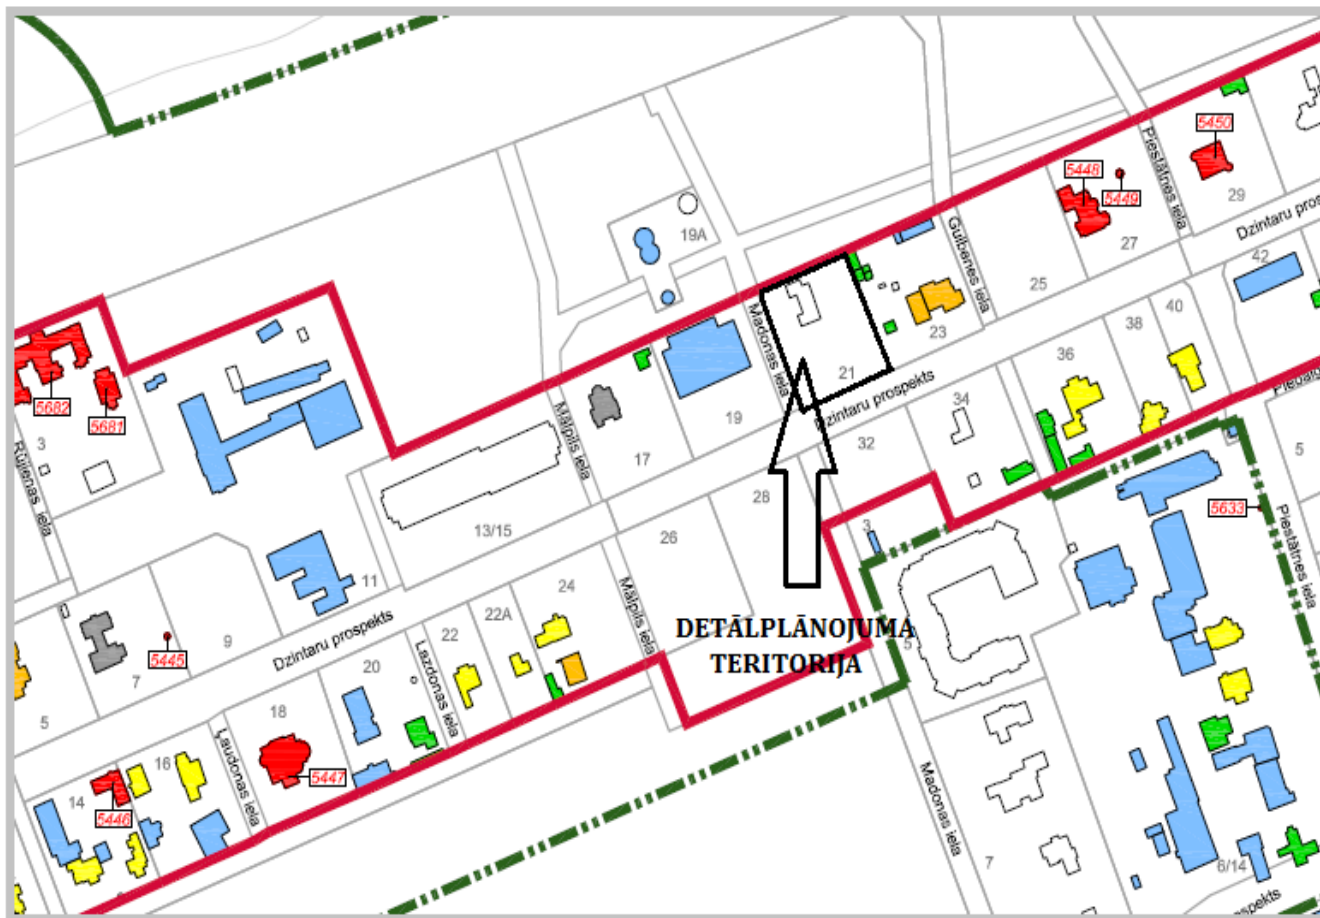 5450
5448
5449
Piestātnes iela
29
27
Dzintaru pros
19A
Gulbenes iela
42
25
40
38
36
23
Madonas iela
21
Dzintaru prospekts
34
32
5682
5681
3
Rūjienas iela
Mālpils iela
19
17
28
13/15
26
3
5633
Piestātnes iela
5
11
24
22A
22
Mālpils iela
DETĀLPLĀNOJUMA
TERITORIJA
5
9
Dzintaru prospekts
5445
7
5
20
Lazdonas iela
18
Ļaudonas iela
5447
16
14
5446
Madonas iela
7
6/14
spekts